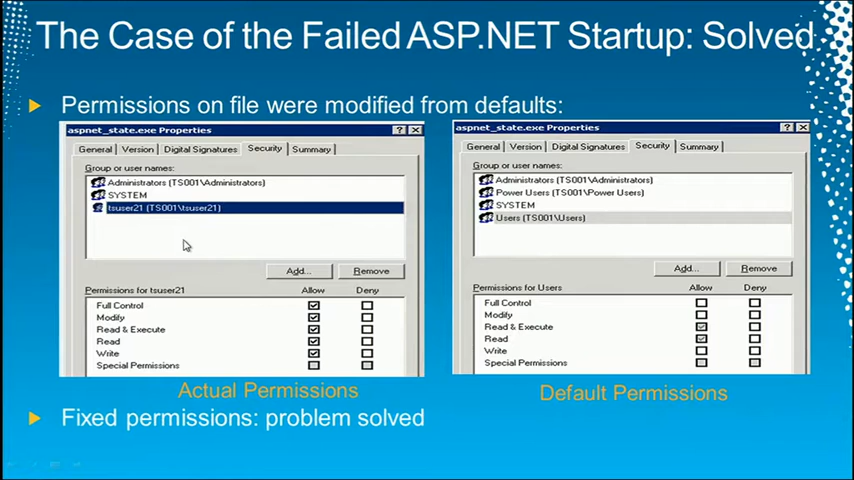 The Case of the Failed ASP.NET Startup: Solved
Permissions on file were modified from defaults:
aspnet_state.exe Properties
General Version Digital Signatures Security Summary
Group or user names:
Administrators (TS001\Administrators)
SYSTEM
tsuser21 (TS001\tsuser21)
Add... Remove
Permissions for tsuser21 Allow Deny
Full Control
Modify
Read & Execute
Read
Write
Special Permissions
Actual Permissions
aspnet_state.exe Properties
General Version Digital Signatures Security Summary
Group or user names:
Administrators (TS001\Administrators)
Power Users (TS001\Power Users)
SYSTEM
Users (TS001\Users)
Add... Remove
Permissions for Users Allow Deny
Full Control
Modify
Read & Execute
Read
Write
Special Permissions
Default Permissions
Fixed permissions: problem solved